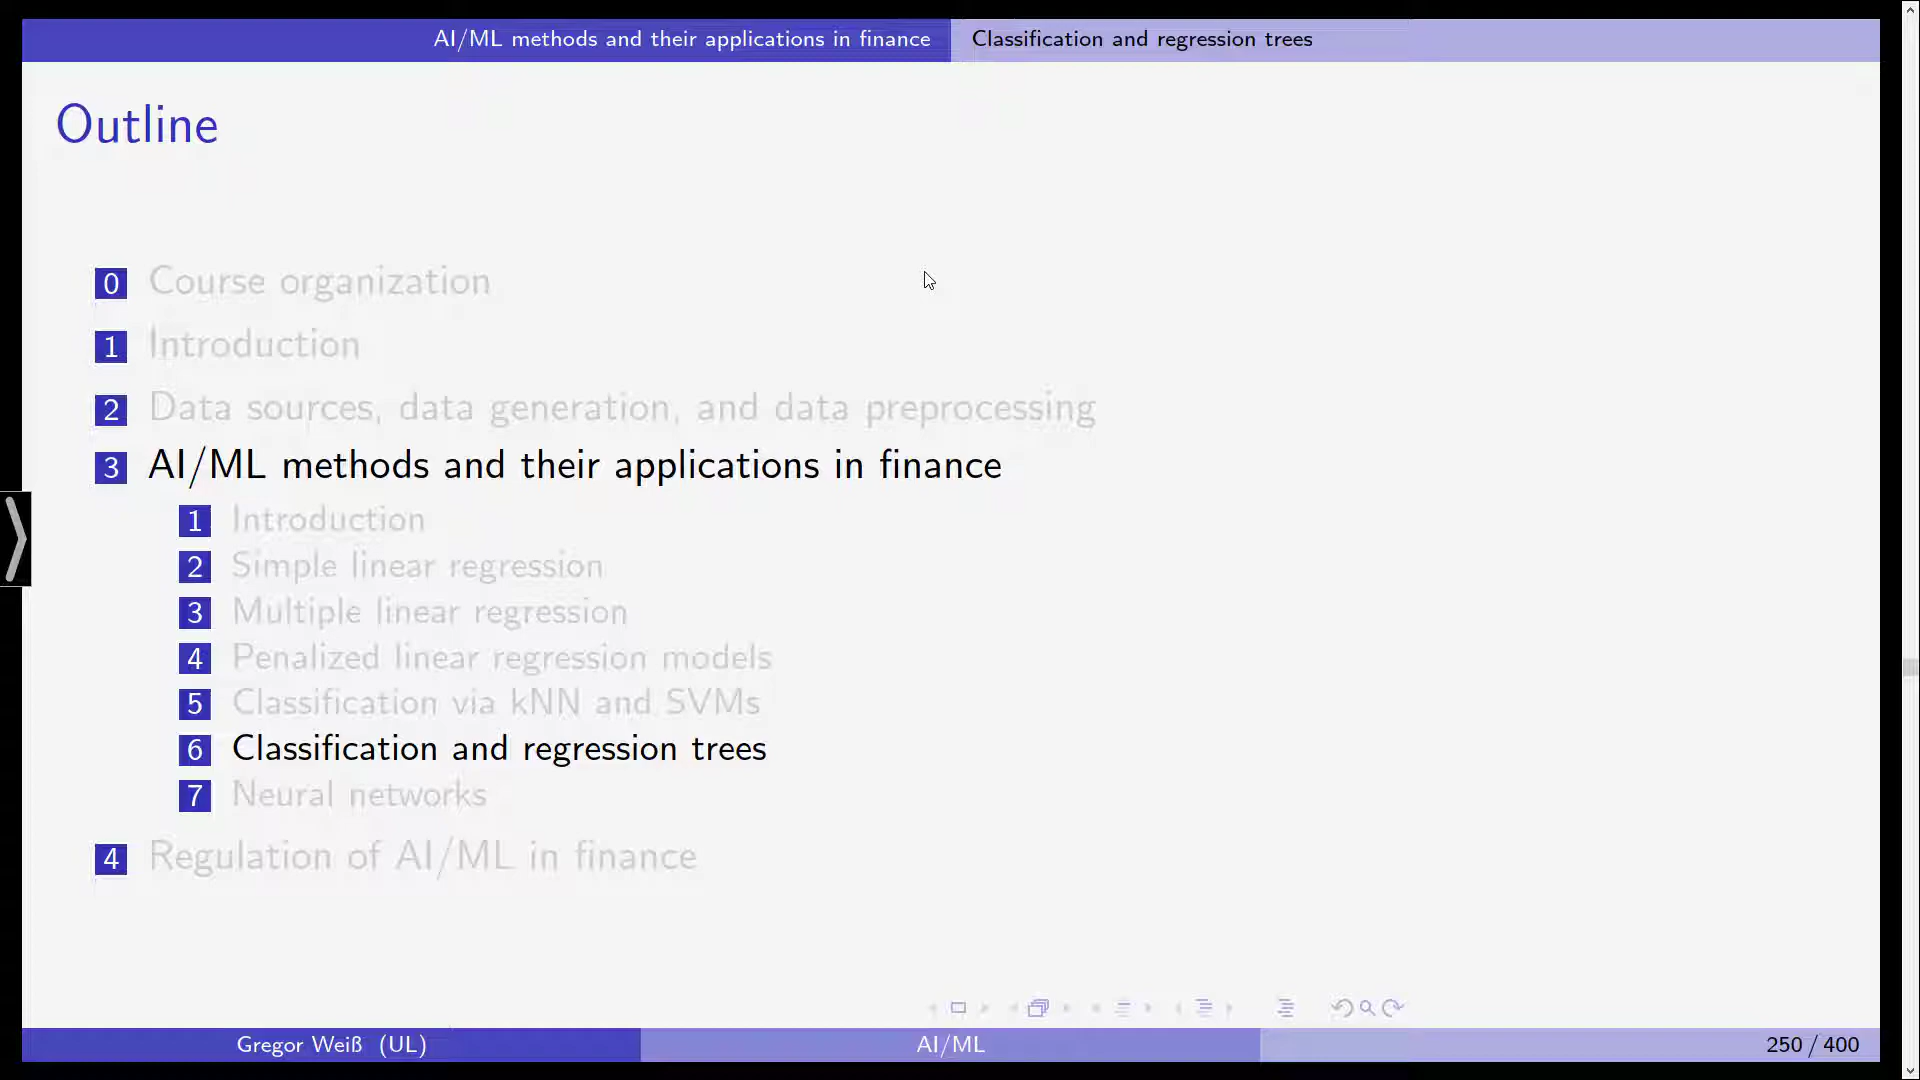 AI/ML methods and their applications in finance Classification and regression trees
Outline
0 Course organization
1 Introduction
2 Data sources, data generation, and data preprocessing
3 AI/ML methods and their applications in finance
1 Introduction
2 Simple linear regression
3 Multiple linear regression
4 Penalized linear regression models
5 Classification via kNN and SVMs
6 Classification and regression trees
7 Neural networks
4 Regulation of AI/ML in finance
Gregor Weiß (UL) AI/ML 250 / 400